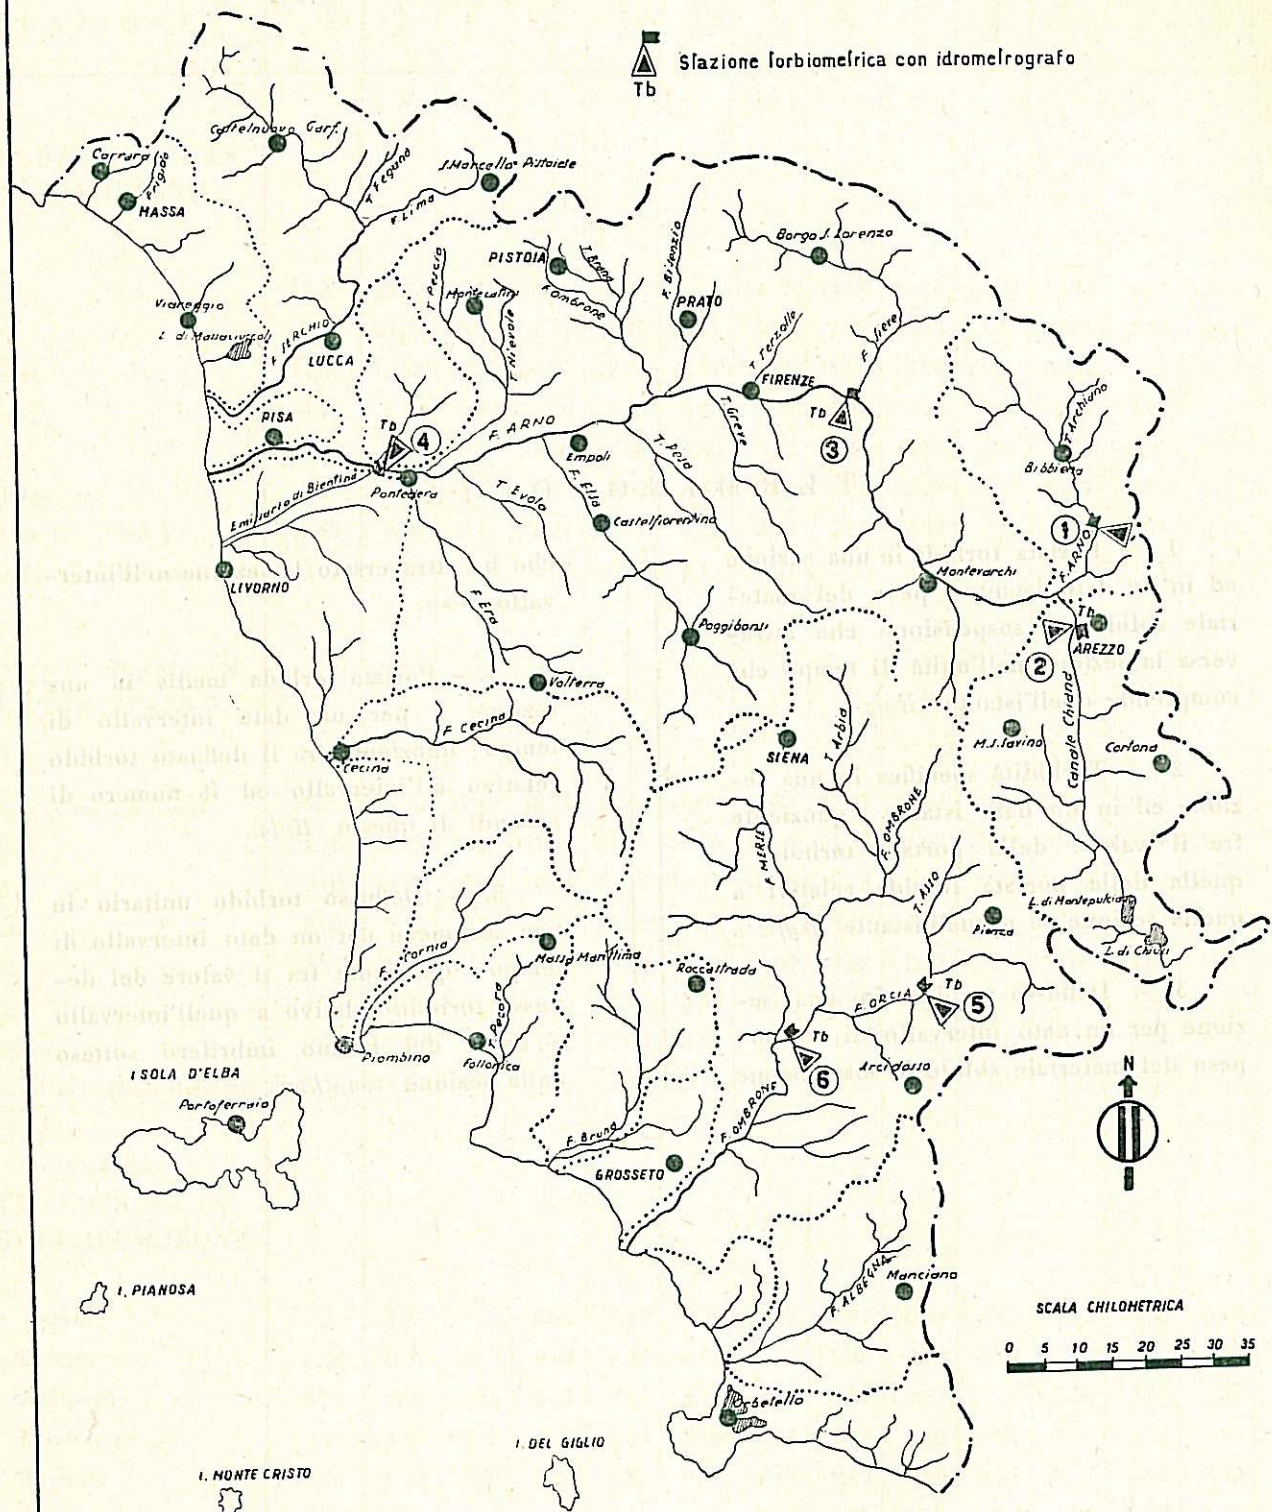 Stazione torbiometrica con idrometrografo
Tb
Castelnuovo Garf.
Carrara
Frigido
MASSA
T. Fegana
S. Marcello Pistoiese
F. Lima
Borgo S. Lorenzo
PISTOIA
T. Brana
F. Ombrone
F. Bisenzio
PRATO
T. Pescia
Montecatini
T. Nievole
Viareggio
L. di Massaciuccoli
F. SERCHIO
LUCCA
T. Terzolle
F. Sieve
FIRENZE
Tb
3
T. Greve
T. Archiano
Bibbiena
PISA
Tb
4
F. ARNO
Empoli
T. Pesa
Emissario di Bientina
Pontedera
T. Evola
F. Elsa
Castelfiorentino
1
F. ARNO
LIVORNO
Montevarchi
F. Era
Poggibonsi
Tb
AREZZO
2
Volterra
F. Cecina
Cecina
SIENA
T. Arbia
M. S. Savino
Canale Chiana
Cortona
F. MERSE
F. OMBRONE
T. ASSO
L. di Montepulciano
Pienza
L. di Chiusi
F. Cornia
Massa Marittima
Roccastrada
T. Pecora
F. ORCIA
Tb
5
Piombino
Follonica
Tb
6
Arcidosso
ISOLA D'ELBA
Portoferraio
N
F. OMBRONE
F. Bruna
GROSSETO
I. PIANOSA
F. ALBEGNA
Manciano
SCALA CHILOMETRICA
0 5 10 15 20 25 30 35
Orbetello
I. DEL GIGLIO
I. MONTE CRISTO